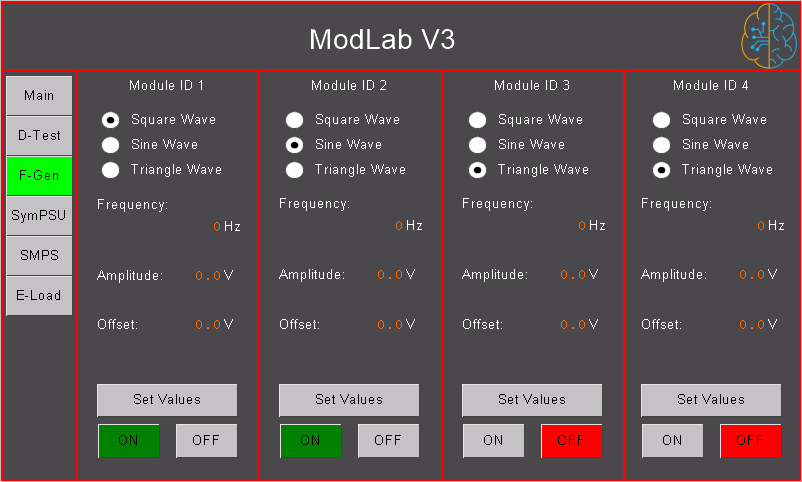 ModLab V3
Main
D-Test
F-Gen
SymPSU
SMPS
E-Load
Module ID 1
Square Wave
Sine Wave
Triangle Wave
Frequency:
0 Hz
Amplitude: 0.0 V
Offset: 0.0 V
Set Values
ON OFF
Module ID 2
Square Wave
Sine Wave
Triangle Wave
Frequency:
0 Hz
Amplitude: 0.0 V
Offset: 0.0 V
Set Values
ON OFF
Module ID 3
Square Wave
Sine Wave
Triangle Wave
Frequency:
0 Hz
Amplitude: 0.0 V
Offset: 0.0 V
Set Values
ON OFF
Module ID 4
Square Wave
Sine Wave
Triangle Wave
Frequency:
0 Hz
Amplitude: 0.0 V
Offset: 0.0 V
Set Values
ON OFF